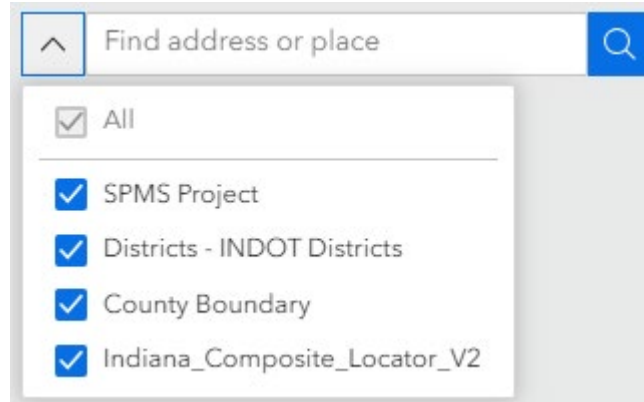 Find address or place
All
SPMS Project
Districts - INDOT Districts
County Boundary
Indiana_Composite_Locator_V2